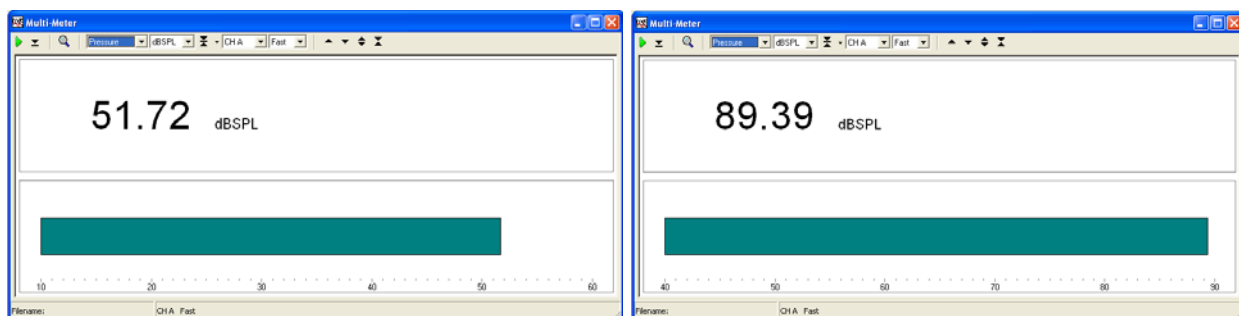 Multi-Meter
Pressure dBSPL CH A Fast
51.72 dBSPL
10 20 30 40 50 60
Filename: CH A Fast
Multi-Meter
Pressure dBSPL CH A Fast
89.39 dBSPL
40 50 60 70 80 90
Filename: CH A Fast